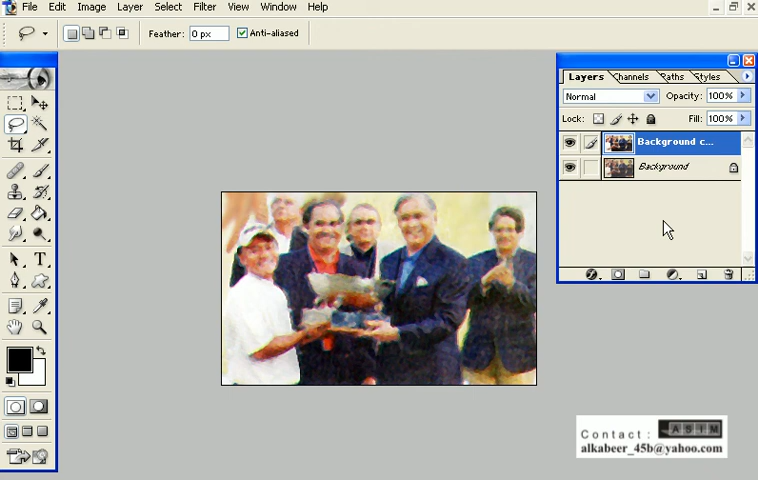 File Edit Image Layer Select Filter View Window Help
Feather: 0 px Anti-aliased
Layers Channels Paths Styles
Normal Opacity: 100%
Lock: Fill: 100%
Background c...
Background
T
Contact: ASIM
alkabeer_45b@yahoo.com